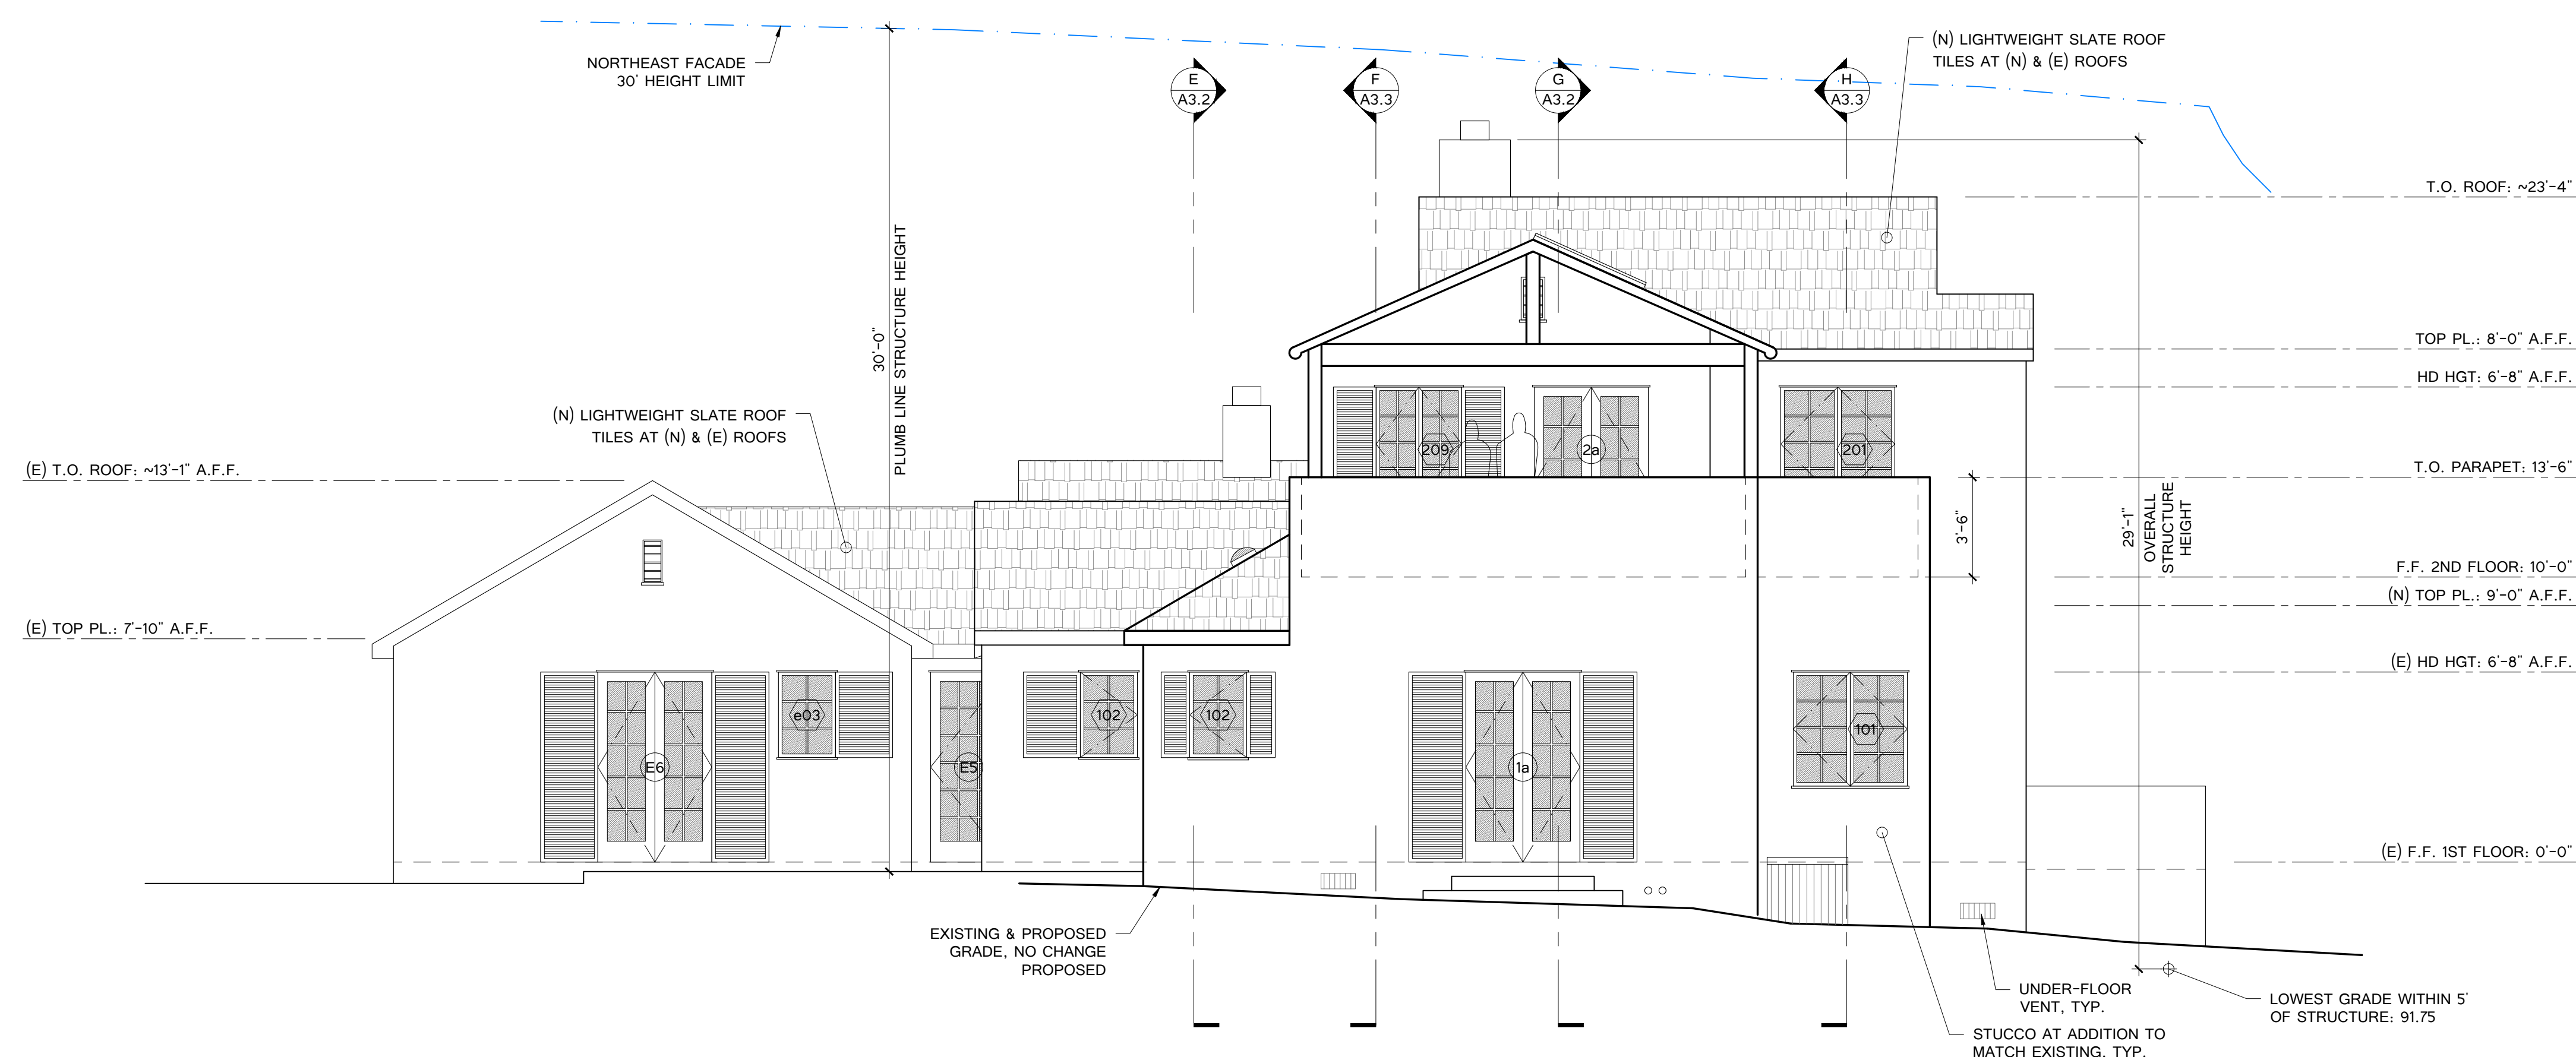 NORTHEAST FACADE
30' HEIGHT LIMIT
E
A3.2
F
A3.3
G
A3.2
H
A3.3
(N) LIGHTWEIGHT SLATE ROOF
TILES AT (N) & (E) ROOFS
T.O. ROOF: ~23'-4"
30'-0"
PLUMB LINE STRUCTURE HEIGHT
TOP PL.: 8'-0" A.F.F.
HD HGT: 6'-8" A.F.F.
(N) LIGHTWEIGHT SLATE ROOF
TILES AT (N) & (E) ROOFS
209
2a
201
(E) T.O. ROOF: ~13'-1" A.F.F.
T.O. PARAPET: 13'-6"
3'-6"
29'-1"
OVERALL
STRUCTURE
HEIGHT
F.F. 2ND FLOOR: 10'-0"
(N) TOP PL.: 9'-0" A.F.F.
(E) TOP PL.: 7'-10" A.F.F.
(E) HD HGT: 6'-8" A.F.F.
e03
102
102
101
E6
E5
1a
(E) F.F. 1ST FLOOR: 0'-0"
EXISTING & PROPOSED
GRADE, NO CHANGE
PROPOSED
UNDER-FLOOR
VENT, TYP.
LOWEST GRADE WITHIN 5'
OF STRUCTURE: 91.75
STUCCO AT ADDITION TO
MATCH EXISTING, TYP.